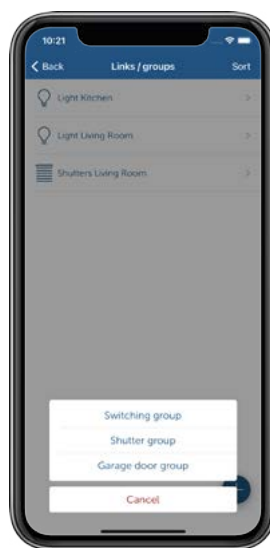 10:21
Back Links / groups Sort
Light Kitchen
Light Living Room
Shutters Living Room
Switching group
Shutter group
Garage door group
Cancel